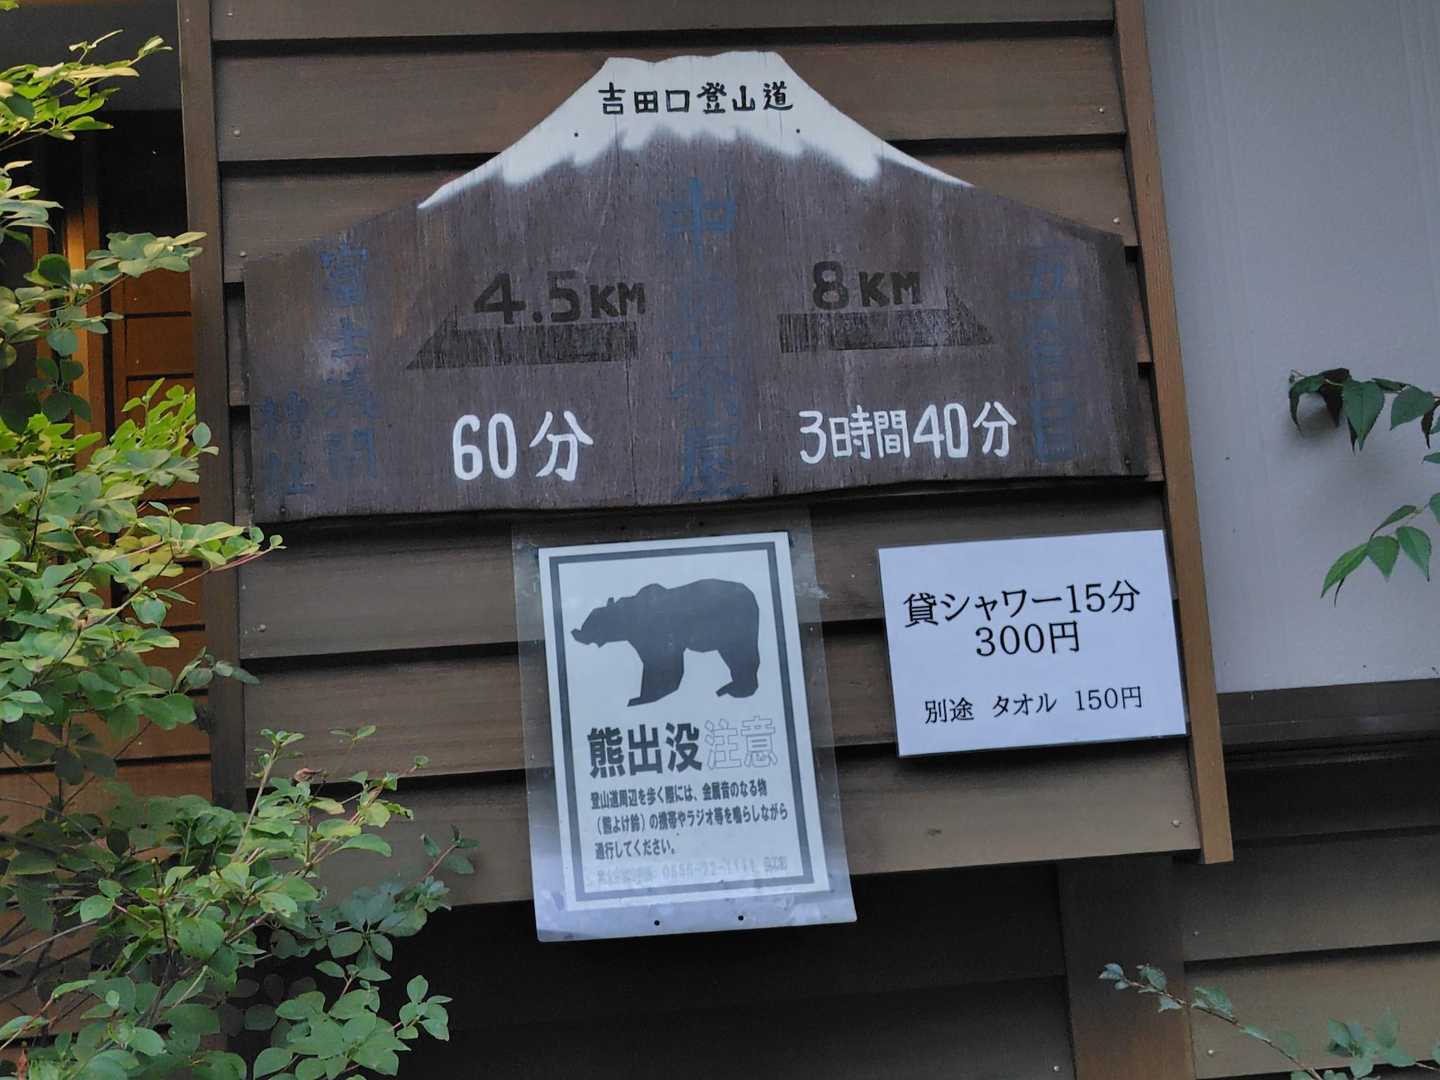 吉田口登山道
富士浅間
神社
4.5KM
60分
中の茶屋
8KM
3時間40分
五合目
熊出没注意
登山道周辺を歩く際には、金属音のなる物
(熊よけ鈴)の携帯やラジオ等を鳴らしながら
通行してください。
0555-22-1111
貸シャワー15分
300円
別途 タオル 150円